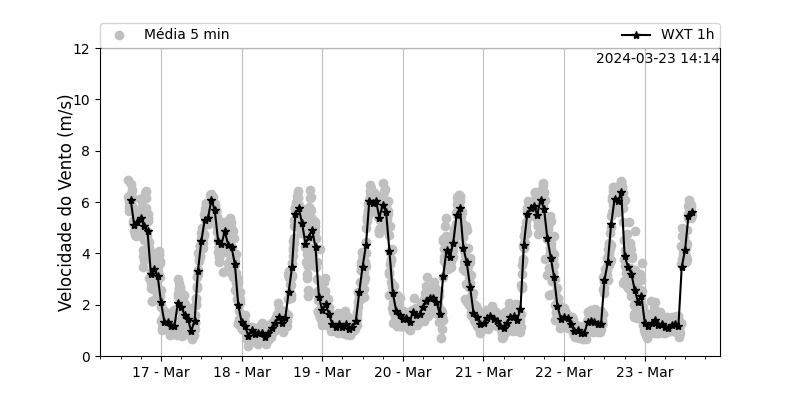 Média 5 min
WXT 1h
2024-03-23 14:14
Velocidade do Vento (m/s)
12
10
8
6
4
2
0
17 - Mar
18 - Mar
19 - Mar
20 - Mar
21 - Mar
22 - Mar
23 - Mar